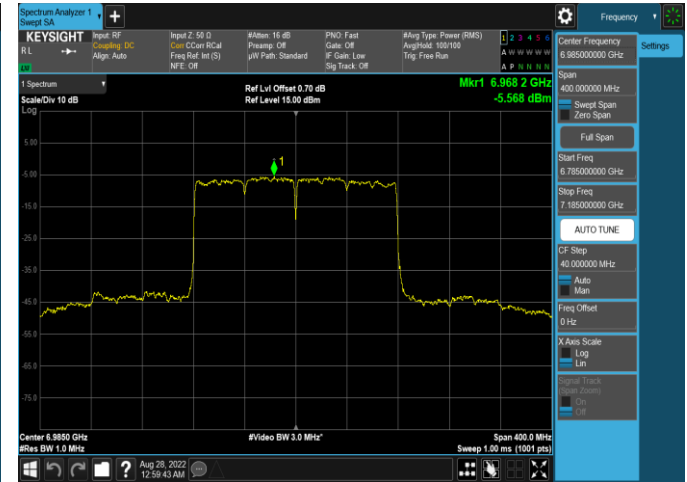 Spectrum Analyzer 1
Swept SA
Frequency
KEYSIGHT
R L
LXI
Input: RF
Coupling: DC
Align: Auto
Input Z: 50 Ω
Corr CCorr RCal
Freq Ref: Int (S)
NFE: Off
#Atten: 16 dB
Preamp: Off
µW Path: Standard
PNO: Fast
Gate: Off
IF Gain: Low
Sig Track: Off
#Avg Type: Power (RMS)
Avg|Hold: 100/100
Trig: Free Run
1 2 3 4 5 6
A W W W W W
A P N N N N
1 Spectrum
Scale/Div 10 dB
Log
Ref Lvl Offset 0.70 dB
Ref Level 15.00 dBm
Mkr1 6.968 2 GHz
-5.568 dBm
5.00
-5.00
-15.0
-25.0
-35.0
-45.0
-55.0
-65.0
-75.0
1
Center 6.9850 GHz
#Res BW 1.0 MHz
#Video BW 3.0 MHz*
Span 400.0 MHz
Sweep 1.00 ms (1001 pts)
Aug 28, 2022
12:59:43 AM
Center Frequency
6.985000000 GHz
Span
400.000000 MHz
Swept Span
Zero Span
Full Span
Start Freq
6.785000000 GHz
Stop Freq
7.185000000 GHz
AUTO TUNE
CF Step
40.000000 MHz
Auto
Man
Freq Offset
0 Hz
X Axis Scale
Log
Lin
Signal Track
(Span Zoom)
On
Off
Settings